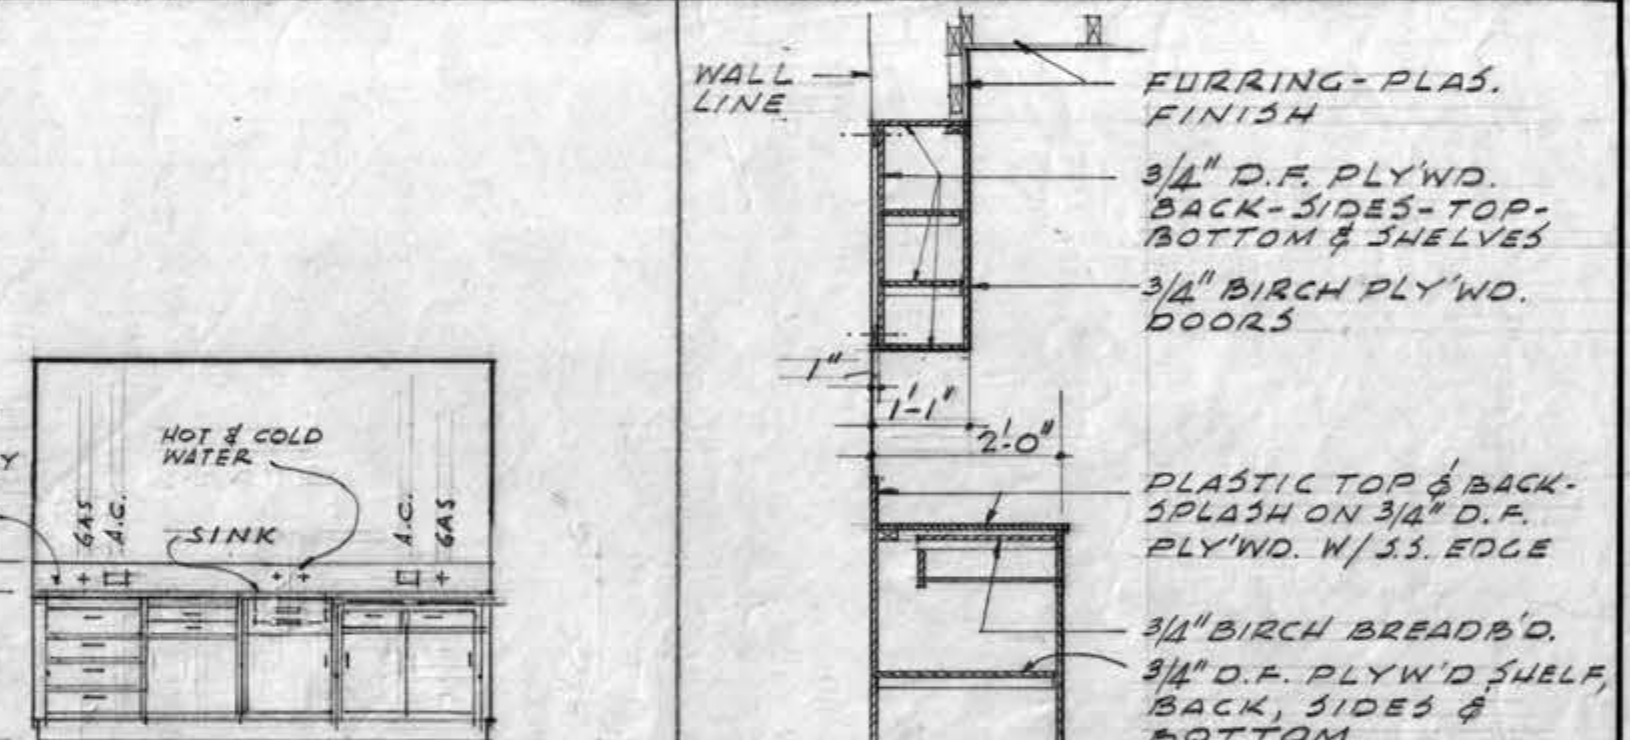 Y
GAS
A.C.
HOT & COLD
WATER
SINK
A.C.
GAS
WALL
LINE
FURRING-PLAS.
FINISH
3/4" D.F. PLY'WD.
BACK-SIDES-TOP-
BOTTOM & SHELVES
3/4" BIRCH PLY'WD.
DOORS
1"
1'-1"
2'-0"
PLASTIC TOP & BACK-
SPLASH ON 3/4" D.F.
PLY'WD. W/S.S. EDGE
3/4" BIRCH BREADB'D.
3/4" D.F. PLYW'D SHELF,
BACK, SIDES &
BOTTOM